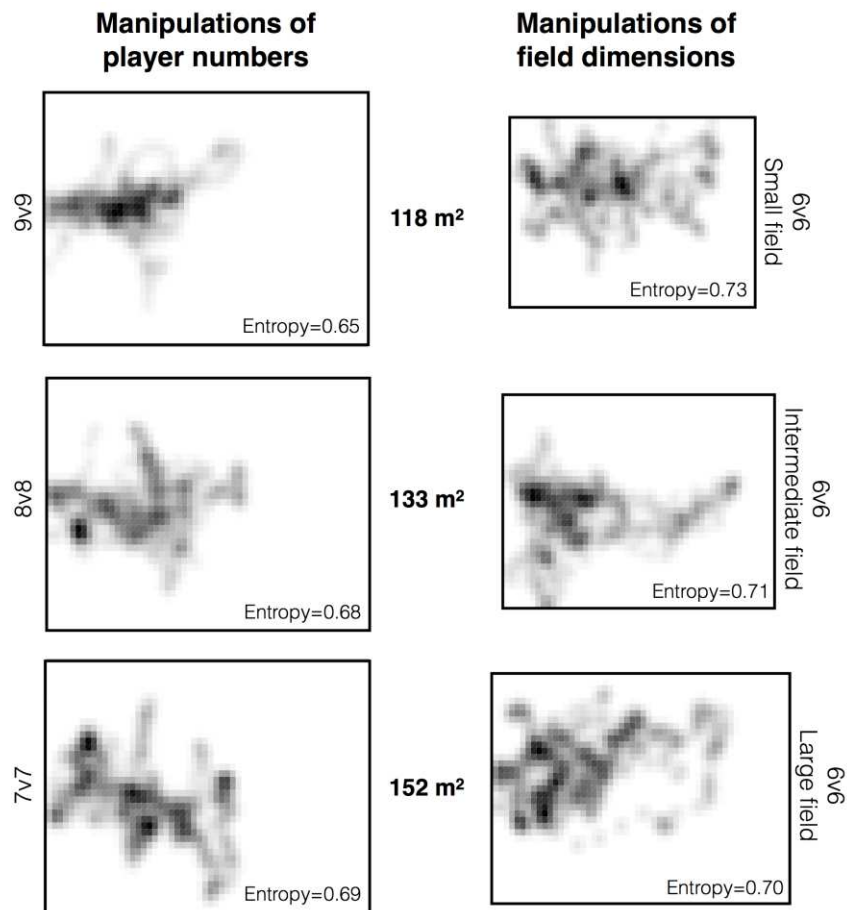 Manipulations of
player numbers
Manipulations of
field dimensions
9v9
Entropy=0.65
118 m²
Entropy=0.73
6v6
Small field
8v8
Entropy=0.68
133 m²
Entropy=0.71
6v6
Intermediate field
7v7
Entropy=0.69
152 m²
Entropy=0.70
6v6
Large field